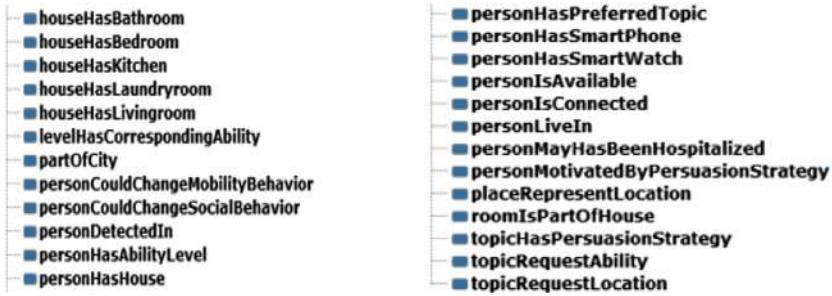 houseHasBathroom
houseHasBedroom
houseHasKitchen
houseHasLaundryroom
houseHasLivingroom
levelHasCorrespondingAbility
partOfCity
personCouldChangeMobilityBehavior
personCouldChangeSocialBehavior
personDetectedIn
personHasAbilityLevel
personHasHouse
personHasPreferredTopic
personHasSmartPhone
personHasSmartWatch
personIsAvailable
personIsConnected
personLiveIn
personMayHasBeenHospitalized
personMotivatedByPersuasionStrategy
placeRepresentLocation
roomIsPartOfHouse
topicHasPersuasionStrategy
topicRequestAbility
topicRequestLocation